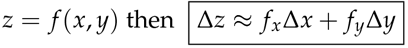 z = f(x, y) then Δz ≈ f_xΔx + f_yΔy